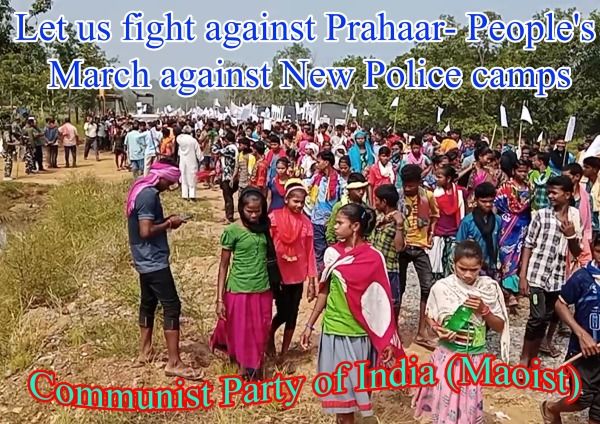 Let us fight against Prahaar- People's
March against New Police camps
Communist Party of India (Maoist)